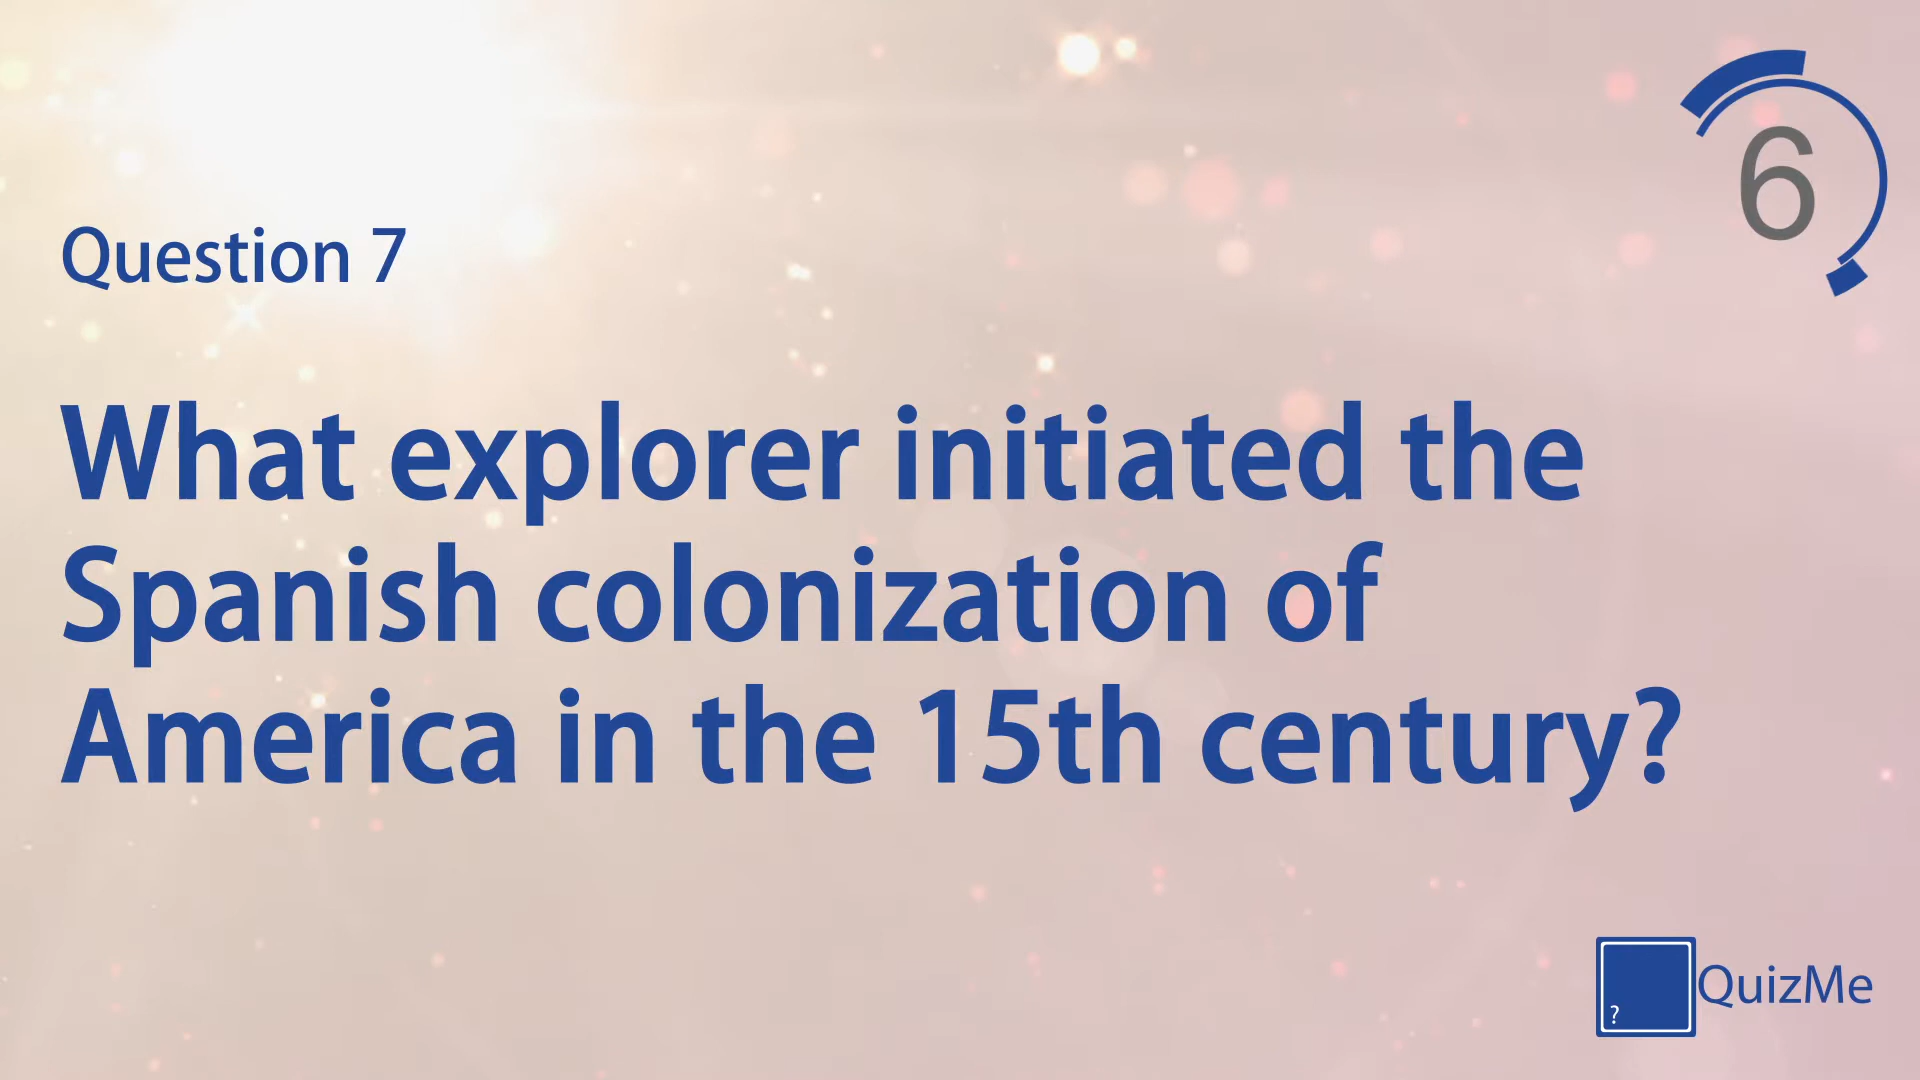 6
Question 7
What explorer initiated the
Spanish colonization of
America in the 15th century?
?
QuizMe